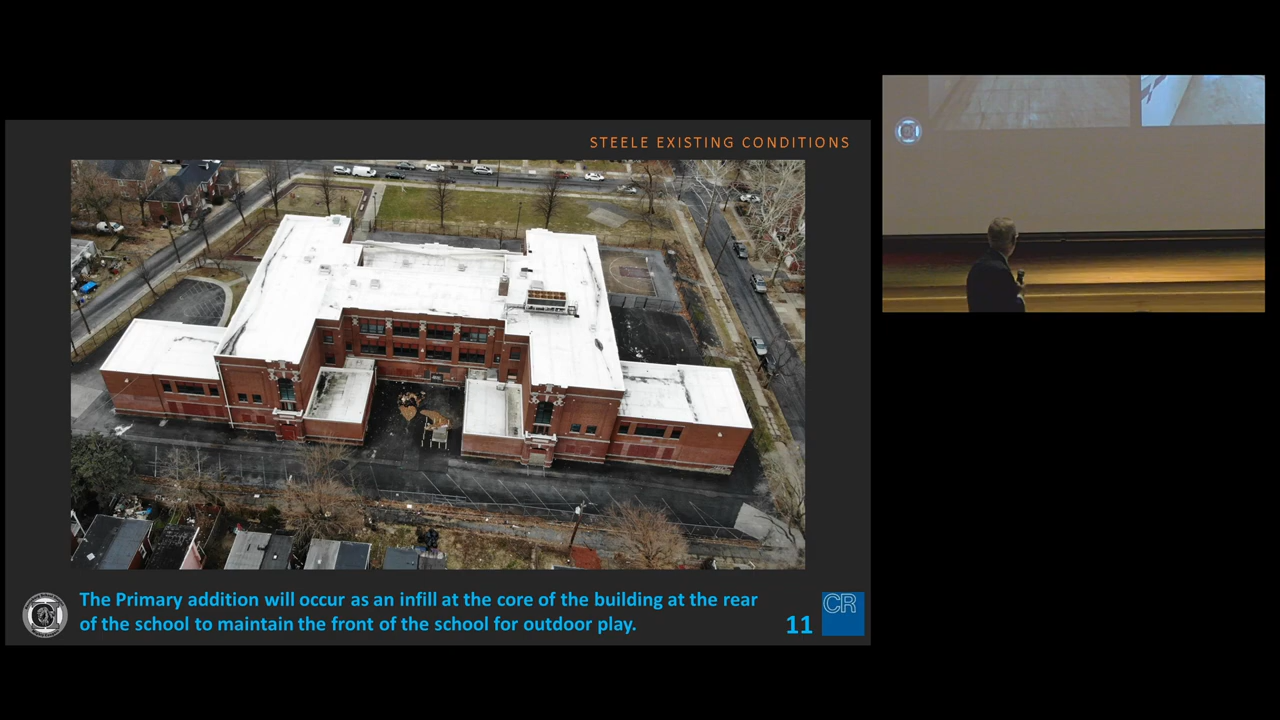 STEELE EXISTING CONDITIONS
The Primary addition will occur as an infill at the core of the building at the rear
of the school to maintain the front of the school for outdoor play.
11
CR